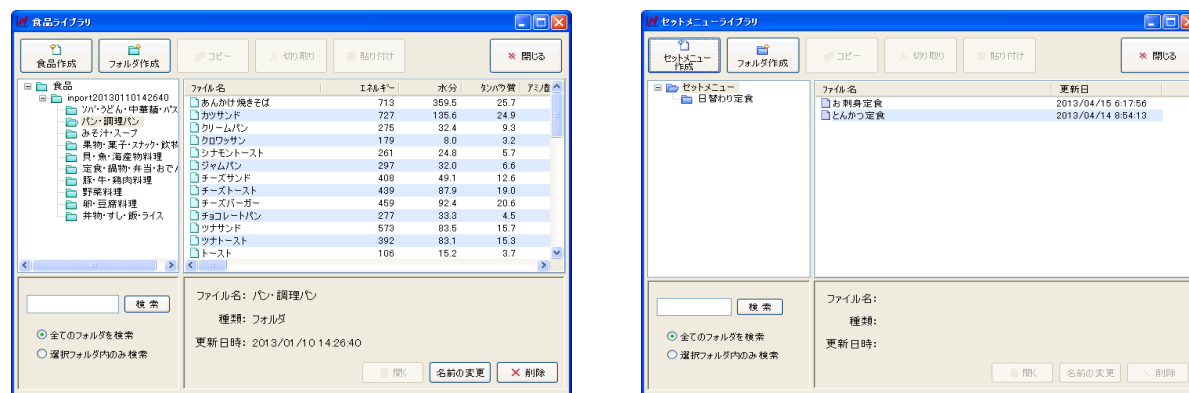 食品ライブラリ
食品作成
フォルダ作成
コピー
切り取り
貼り付け
閉じる
食品
inport20130110142640
ソバ・うどん・中華麺・パス
パン・調理パン
みそ汁・スープ
果物・菓子・スナック・飲物
貝・魚・海産物料理
定食・鍋物・弁当・おでん
豚・牛・鶏肉料理
野菜料理
卵・豆腐料理
丼物・すし・飯・ライス
ファイル名 エネルギー 水分 タンパク質 アミノ酸
あんかけ焼きそば 713 359.5 25.7
カツサンド 727 135.6 24.9
クリームパン 275 32.4 9.3
クロワッサン 179 8.0 3.2
シナモントースト 261 24.8 5.7
ジャムパン 297 32.0 6.6
チーズサンド 408 49.1 12.6
チーズトースト 439 87.9 19.0
チーズバーガー 459 92.4 20.6
チョコレートパン 277 33.3 4.5
ツナサンド 573 83.5 15.7
ツナトースト 392 83.1 15.3
トースト 106 15.2 3.7
検索
全てのフォルダを検索
選択フォルダ内のみ検索
ファイル名: パン・調理パン
種類: フォルダ
更新日時: 2013/01/10 14:26:40
開く
名前の変更
削除
セットメニューライブラリ
セットメニュー
作成
フォルダ作成
コピー
切り取り
貼り付け
閉じる
セットメニュー
日替わり定食
ファイル名 更新日
お刺身定食 2013/04/15 6:17:56
とんかつ定食 2013/04/14 8:54:13
検索
全てのフォルダを検索
選択フォルダ内のみ検索
ファイル名:
種類:
更新日時:
開く
名前の変更
削除